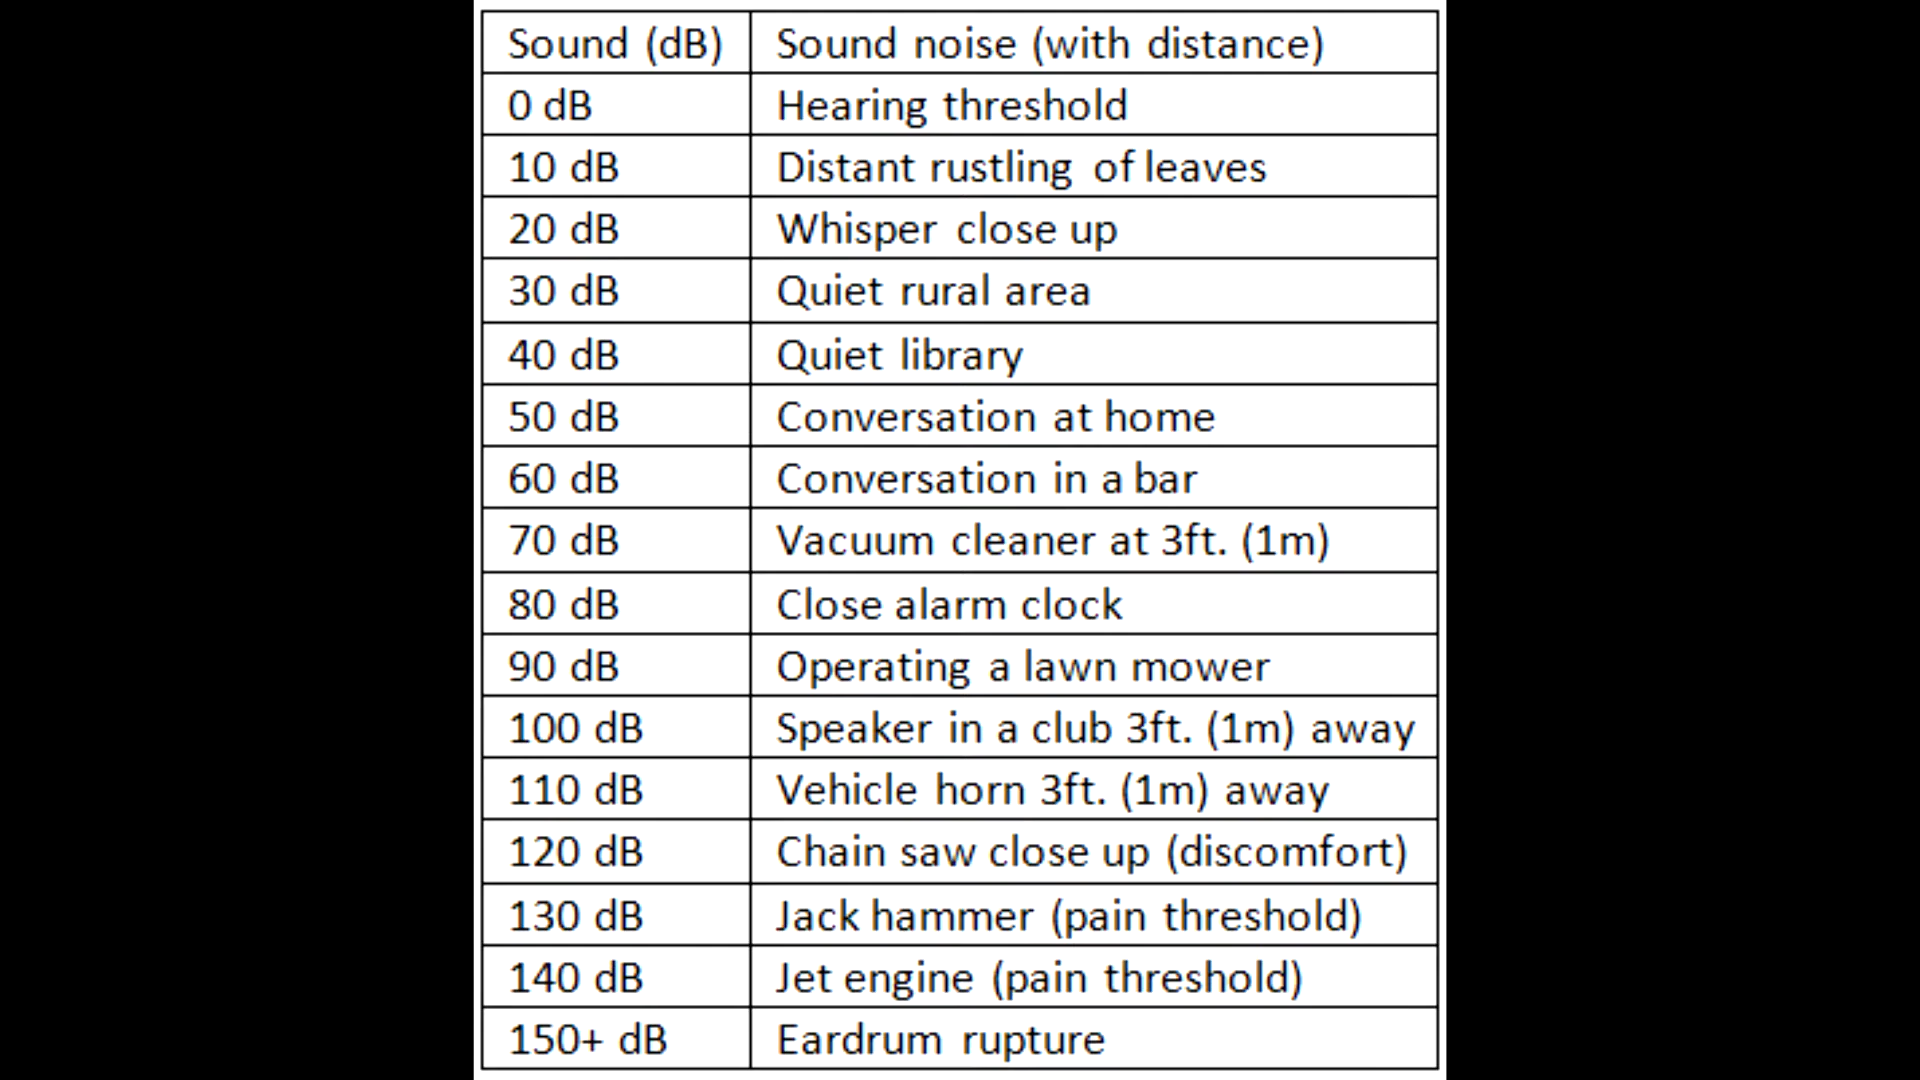 Sound (dB) Sound noise (with distance)
0 dB Hearing threshold
10 dB Distant rustling of leaves
20 dB Whisper close up
30 dB Quiet rural area
40 dB Quiet library
50 dB Conversation at home
60 dB Conversation in a bar
70 dB Vacuum cleaner at 3ft. (1m)
80 dB Close alarm clock
90 dB Operating a lawn mower
100 dB Speaker in a club 3ft. (1m) away
110 dB Vehicle horn 3ft. (1m) away
120 dB Chain saw close up (discomfort)
130 dB Jack hammer (pain threshold)
140 dB Jet engine (pain threshold)
150+ dB Eardrum rupture